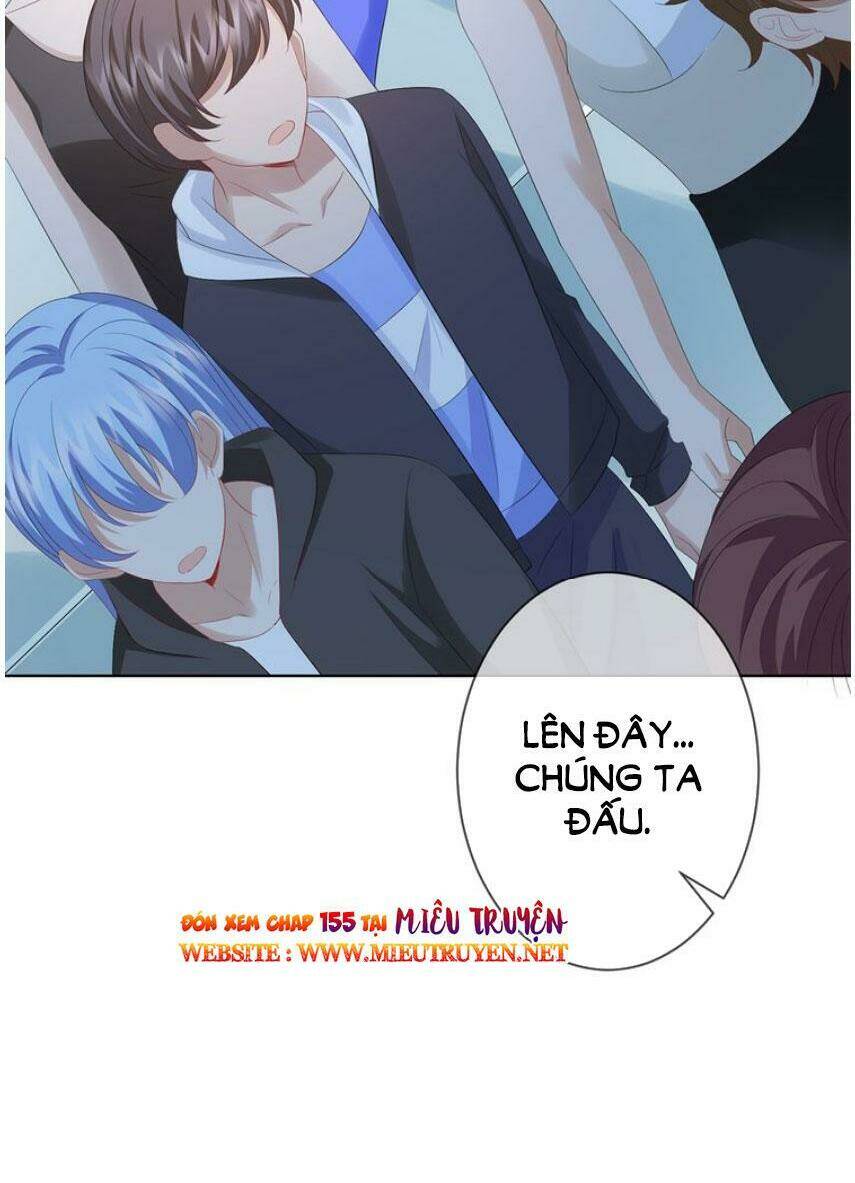 LÊN ĐÂY...
CHÚNG TA
ĐẤU.
ĐÓN XEM CHAP 155 TẠI MIÊU TRUYỆN
WEBSITE : WWW.MIEUTRUYEN.NET